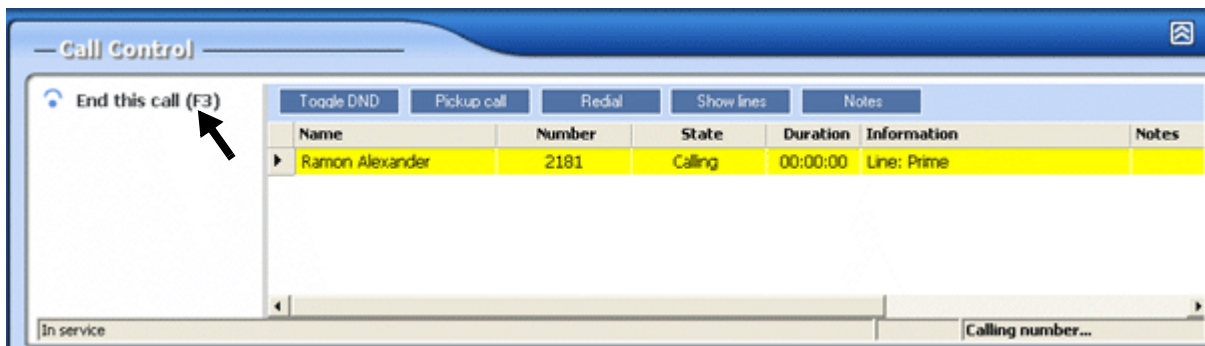 Call Control
End this call (F3)
Toggle DND Pickup call Redial Show lines Notes
Name Number State Duration Information Notes
Ramon Alexander 2181 Calling 00:00:00 Line: Prime
In service Calling number...